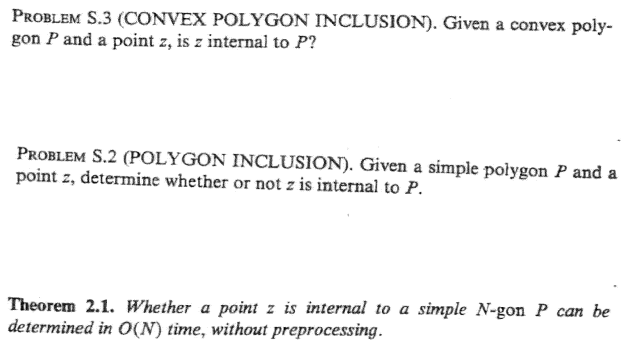 PROBLEM S.3 (CONVEX POLYGON INCLUSION). Given a convex poly-
gon P and a point z, is z internal to P?
PROBLEM S.2 (POLYGON INCLUSION). Given a simple polygon P and a
point z, determine whether or not z is internal to P.
Theorem 2.1. Whether a point z is internal to a simple N-gon P can be
determined in O(N) time, without preprocessing.